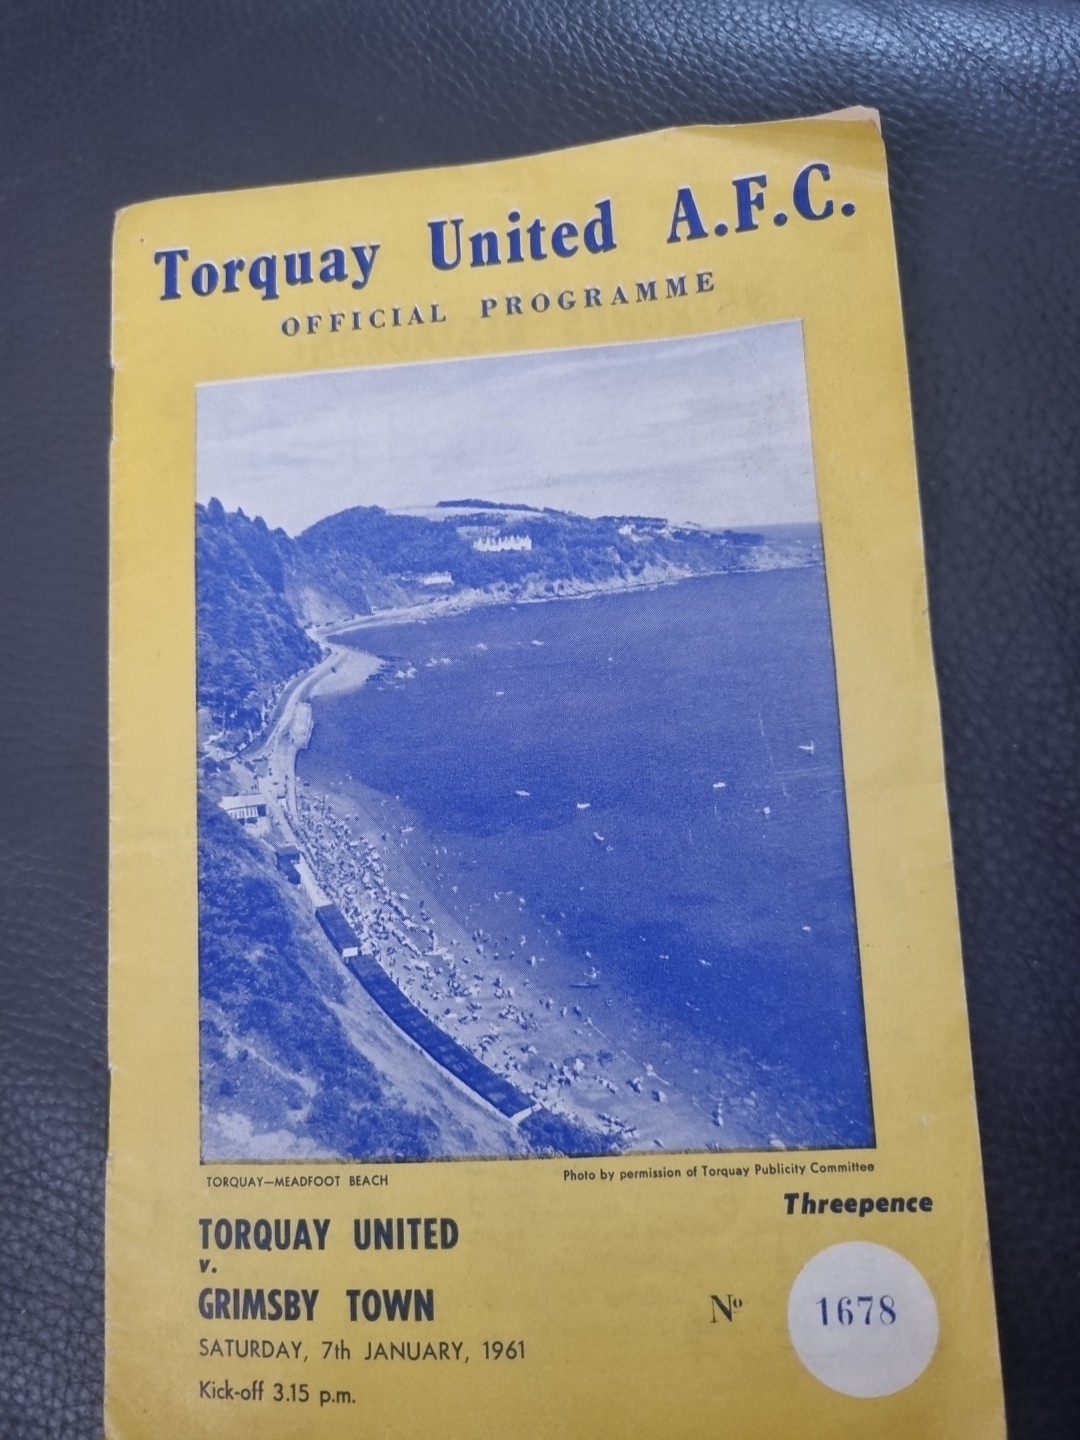 Torquay United A.F.C.
OFFICIAL PROGRAMME
TORQUAY—MEADFOOT BEACH
Photo by permission of Torquay Publicity Committee
Threepence
TORQUAY UNITED
v.
GRIMSBY TOWN
SATURDAY, 7th JANUARY, 1961
Kick-off 3.15 p.m.
Nº 1678